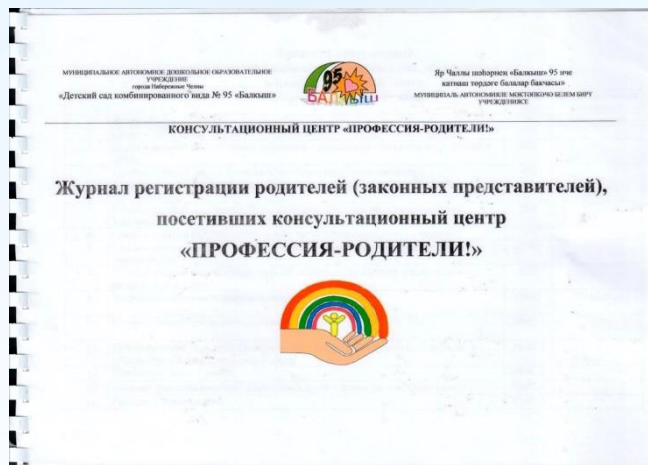 МУНИЦИПАЛЬНОЕ АВТОНОМНОЕ ДОШКОЛЬНОЕ ОБРАЗОВАТЕЛЬНОЕ
УЧРЕЖДЕНИЕ
города Набережные Челны
«Детский сад комбинированного вида № 95 «Балкыш»
95
БАЛКЫШ
Яр Чаллы шәһәрнең «Балкыш» 95 нче
катнаш төрдәге балалар бакчасы»
МУНИЦИПАЛЬ АВТОНОМИЯЛЕ МӘКТӘПКӘЧӘ БЕЛЕМ БИРҮ
УЧРЕЖДЕНИЯСЕ
КОНСУЛЬТАЦИОННЫЙ ЦЕНТР «ПРОФЕССИЯ-РОДИТЕЛИ!»
Журнал регистрации родителей (законных представителей),
посетивших консультационный центр
«ПРОФЕССИЯ-РОДИТЕЛИ!»